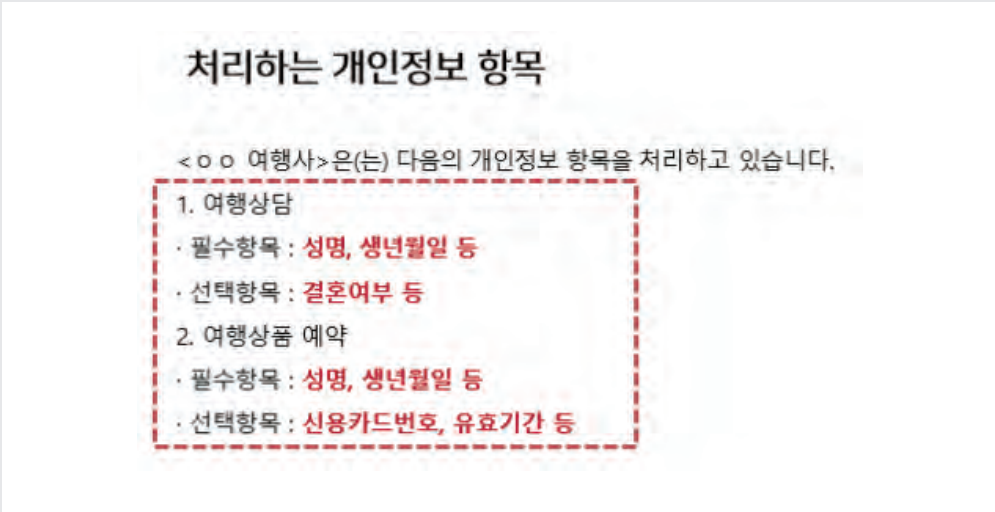 처리하는 개인정보 항목
<ㅇㅇ 여행사>은(는) 다음의 개인정보 항목을 처리하고 있습니다.
1. 여행상담
· 필수항목 : 성명, 생년월일 등
· 선택항목 : 결혼여부 등
2. 여행상품 예약
· 필수항목 : 성명, 생년월일 등
· 선택항목 : 신용카드번호, 유효기간 등